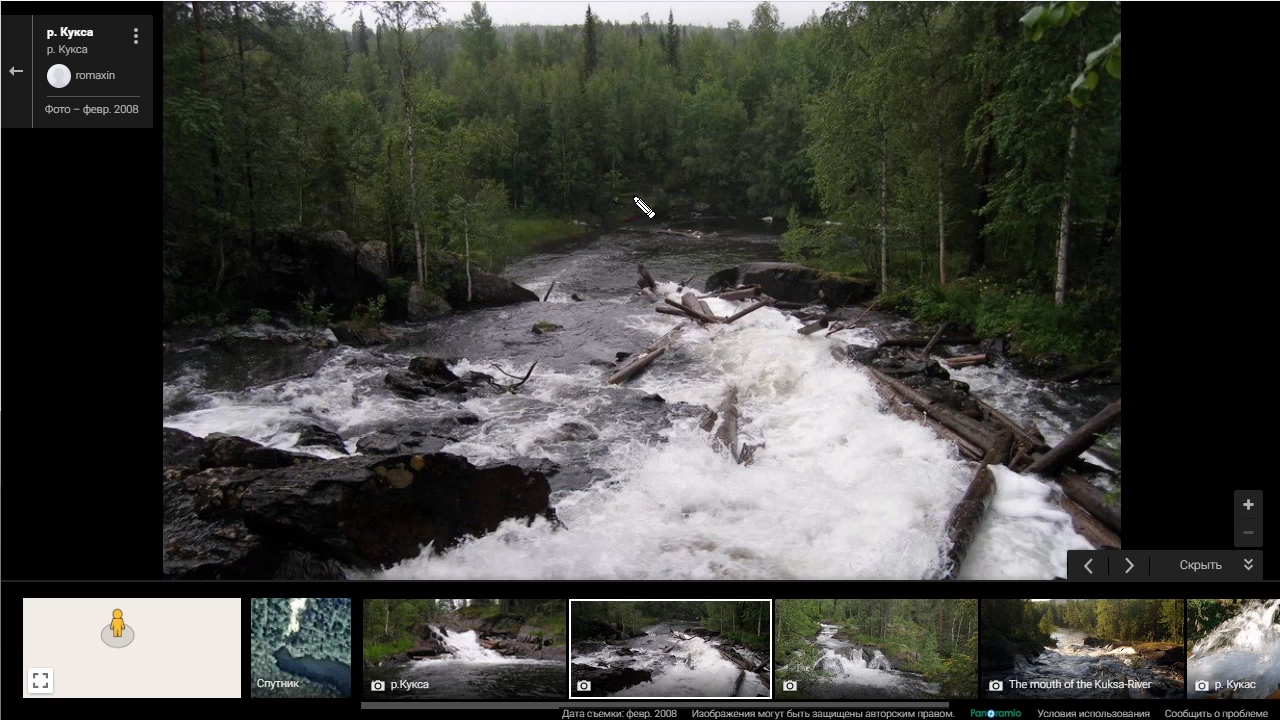 р. Кукса
р. Кукса
romaxin
Фото – февр. 2008
Скрыть
Спутник
р.Кукса
The mouth of the Kuksa-River
р. Кукас
Дата съемки: февр. 2008 Изображения могут быть защищены авторским правом. Panoramio Условия использования Сообщить о проблеме